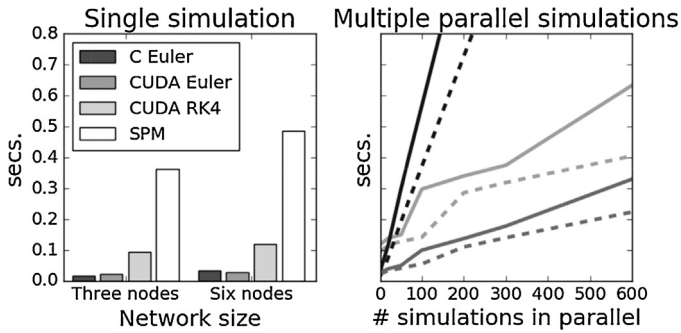 Single simulation
Multiple parallel simulations
secs.
0.8
0.7
0.6
0.5
0.4
0.3
0.2
0.1
0.0
C Euler
CUDA Euler
CUDA RK4
SPM
Three nodes
Six nodes
Network size
secs.
0
100
200
300
400
500
600
# simulations in parallel